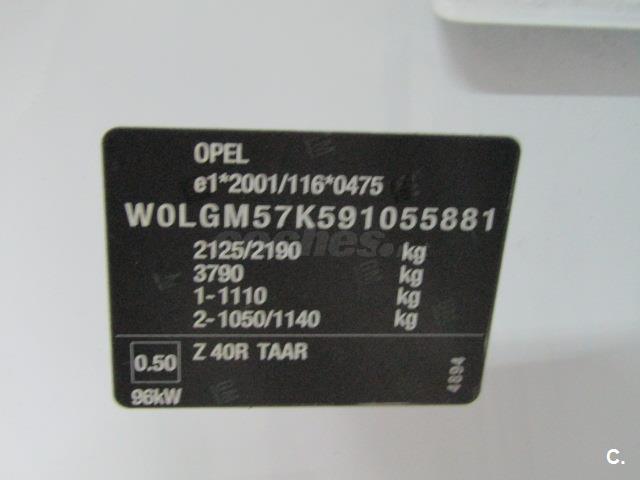 OPEL
e1*2001/116*0475
W0LGM57K591055881
2125/2190 kg
3790 kg
1-1110 kg
2-1050/1140 kg
0.50 Z 40R TAAR
96kW
4894
coches.
C.